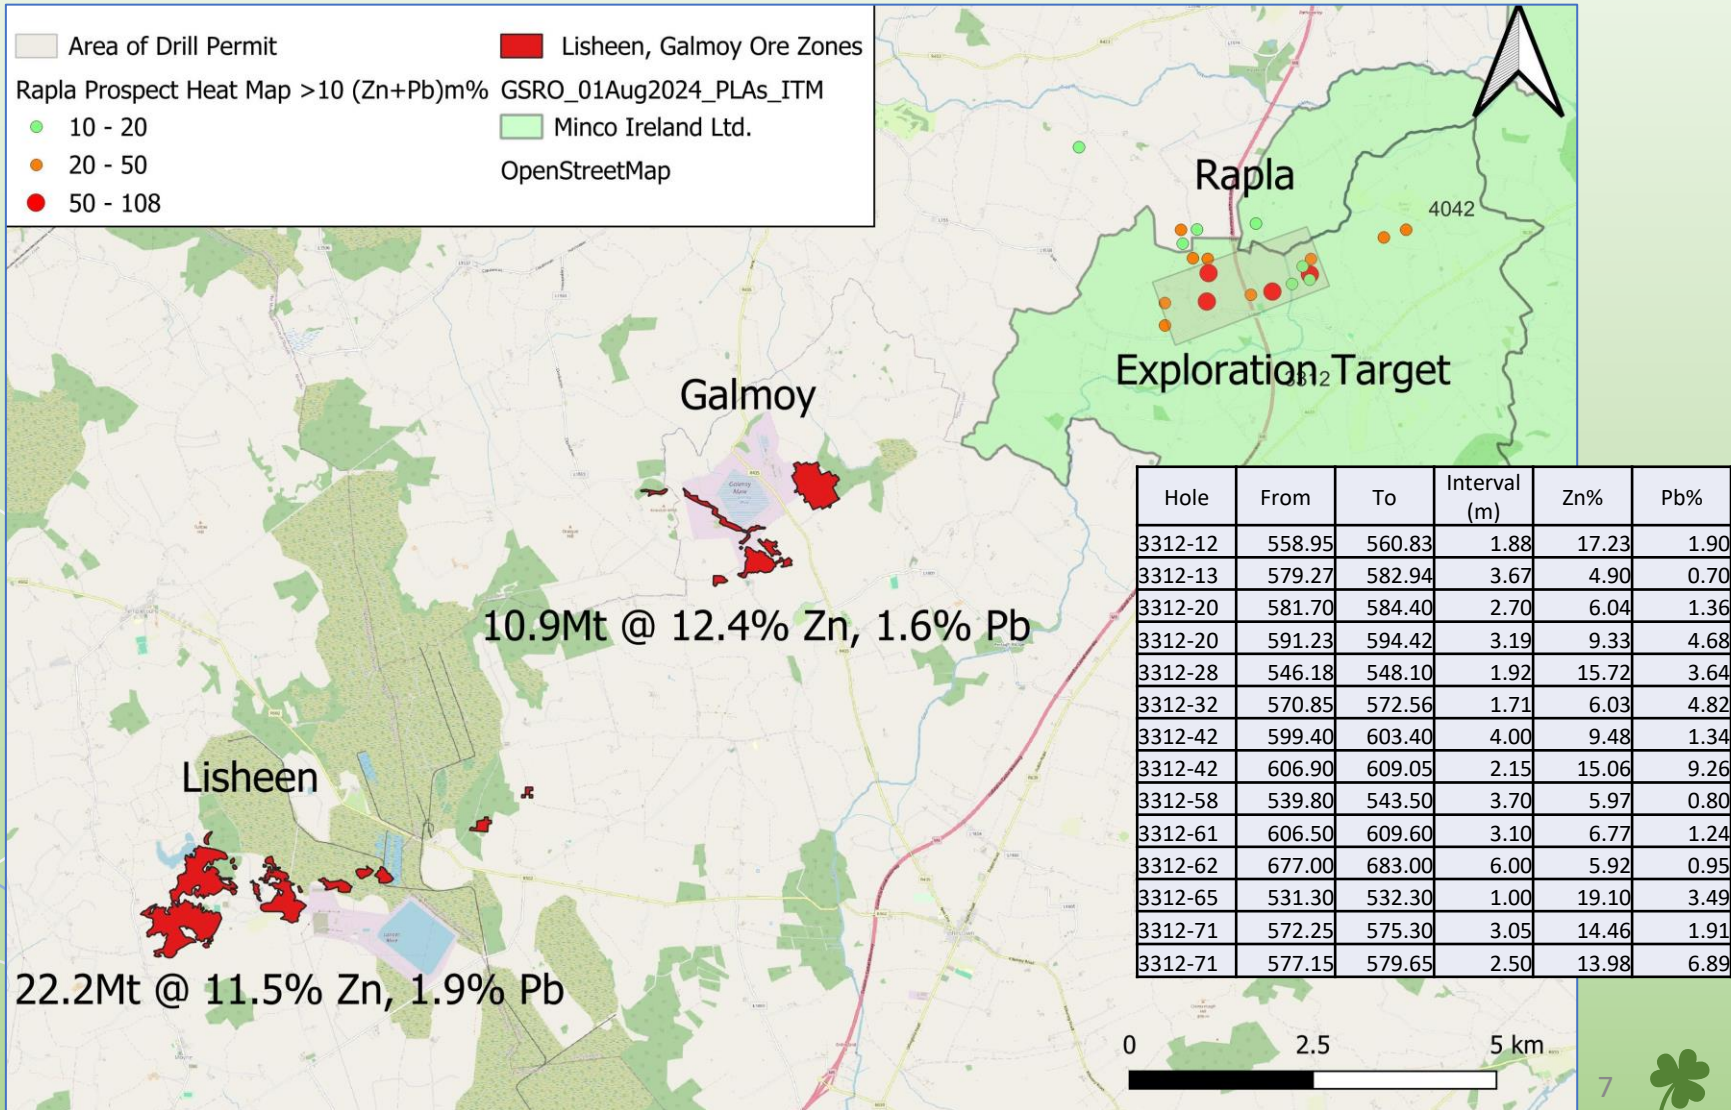 Area of Drill Permit
Rapla Prospect Heat Map >10 (Zn+Pb)m%
10 - 20
20 - 50
50 - 108
Lisheen, Galmoy Ore Zones
GSRO_01Aug2024_PLAs_ITM
Minco Ireland Ltd.
OpenStreetMap
Rapla
4042
Exploration Target
3312
Galmoy
Galmoy Mine
10.9Mt @ 12.4% Zn, 1.6% Pb
Lisheen
22.2Mt @ 11.5% Zn, 1.9% Pb
Hole From To Interval (m) Zn% Pb%
3312-12 558.95 560.83 1.88 17.23 1.90
3312-13 579.27 582.94 3.67 4.90 0.70
3312-20 581.70 584.40 2.70 6.04 1.36
3312-20 591.23 594.42 3.19 9.33 4.68
3312-28 546.18 548.10 1.92 15.72 3.64
3312-32 570.85 572.56 1.71 6.03 4.82
3312-42 599.40 603.40 4.00 9.48 1.34
3312-42 606.90 609.05 2.15 15.06 9.26
3312-58 539.80 543.50 3.70 5.97 0.80
3312-61 606.50 609.60 3.10 6.77 1.24
3312-62 677.00 683.00 6.00 5.92 0.95
3312-65 531.30 532.30 1.00 19.10 3.49
3312-71 572.25 575.30 3.05 14.46 1.91
3312-71 577.15 579.65 2.50 13.98 6.89
0 2.5 5 km
7